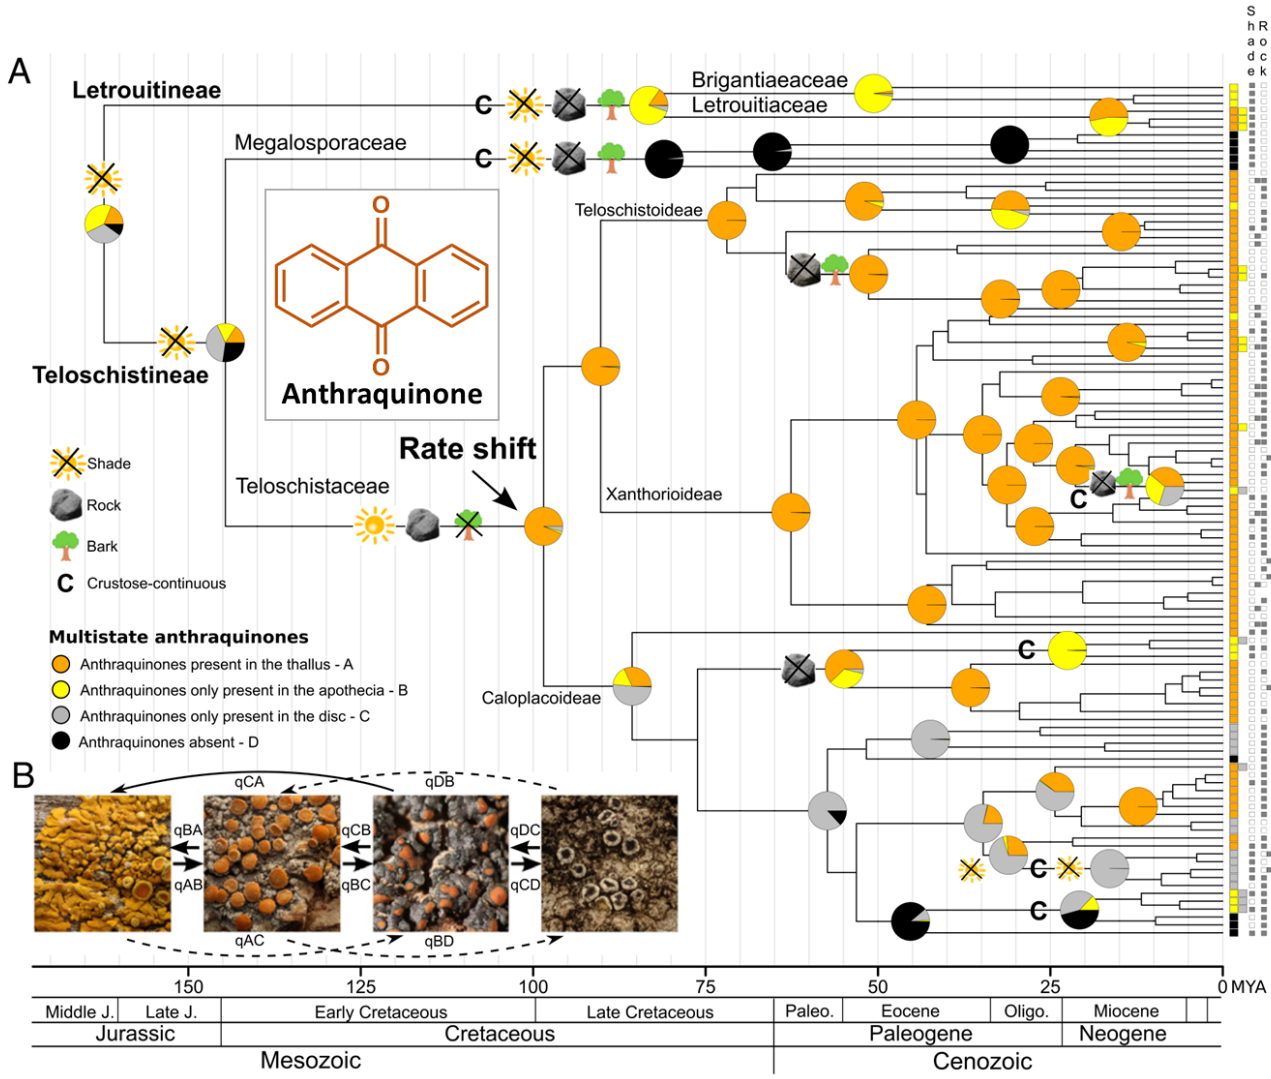 A
Letrouitineae
Brigantiaeaceae
Letrouitiaceae
C
Megalosporaceae
C
Shade
Rock
O
O
Anthraquinone
Teloschistoideae
Teloschistineae
Rate shift
Teloschistaceae
Xanthorioideae
C
Shade
Rock
Bark
C Crustose-continuous
Multistate anthraquinones
Anthraquinones present in the thallus - A
Anthraquinones only present in the apothecia - B
Anthraquinones only present in the disc - C
Anthraquinones absent - D
Caloplacoideae
C
C
C
B
qCA
qDB
qBA
qCB
qDC
qAB
qBC
qCD
qAC
qBD
150 125 100 75 50 25 0 MYA
Middle J. Late J. Early Cretaceous Late Cretaceous Paleo. Eocene Oligo. Miocene
Jurassic Cretaceous Paleogene Neogene
Mesozoic Cenozoic